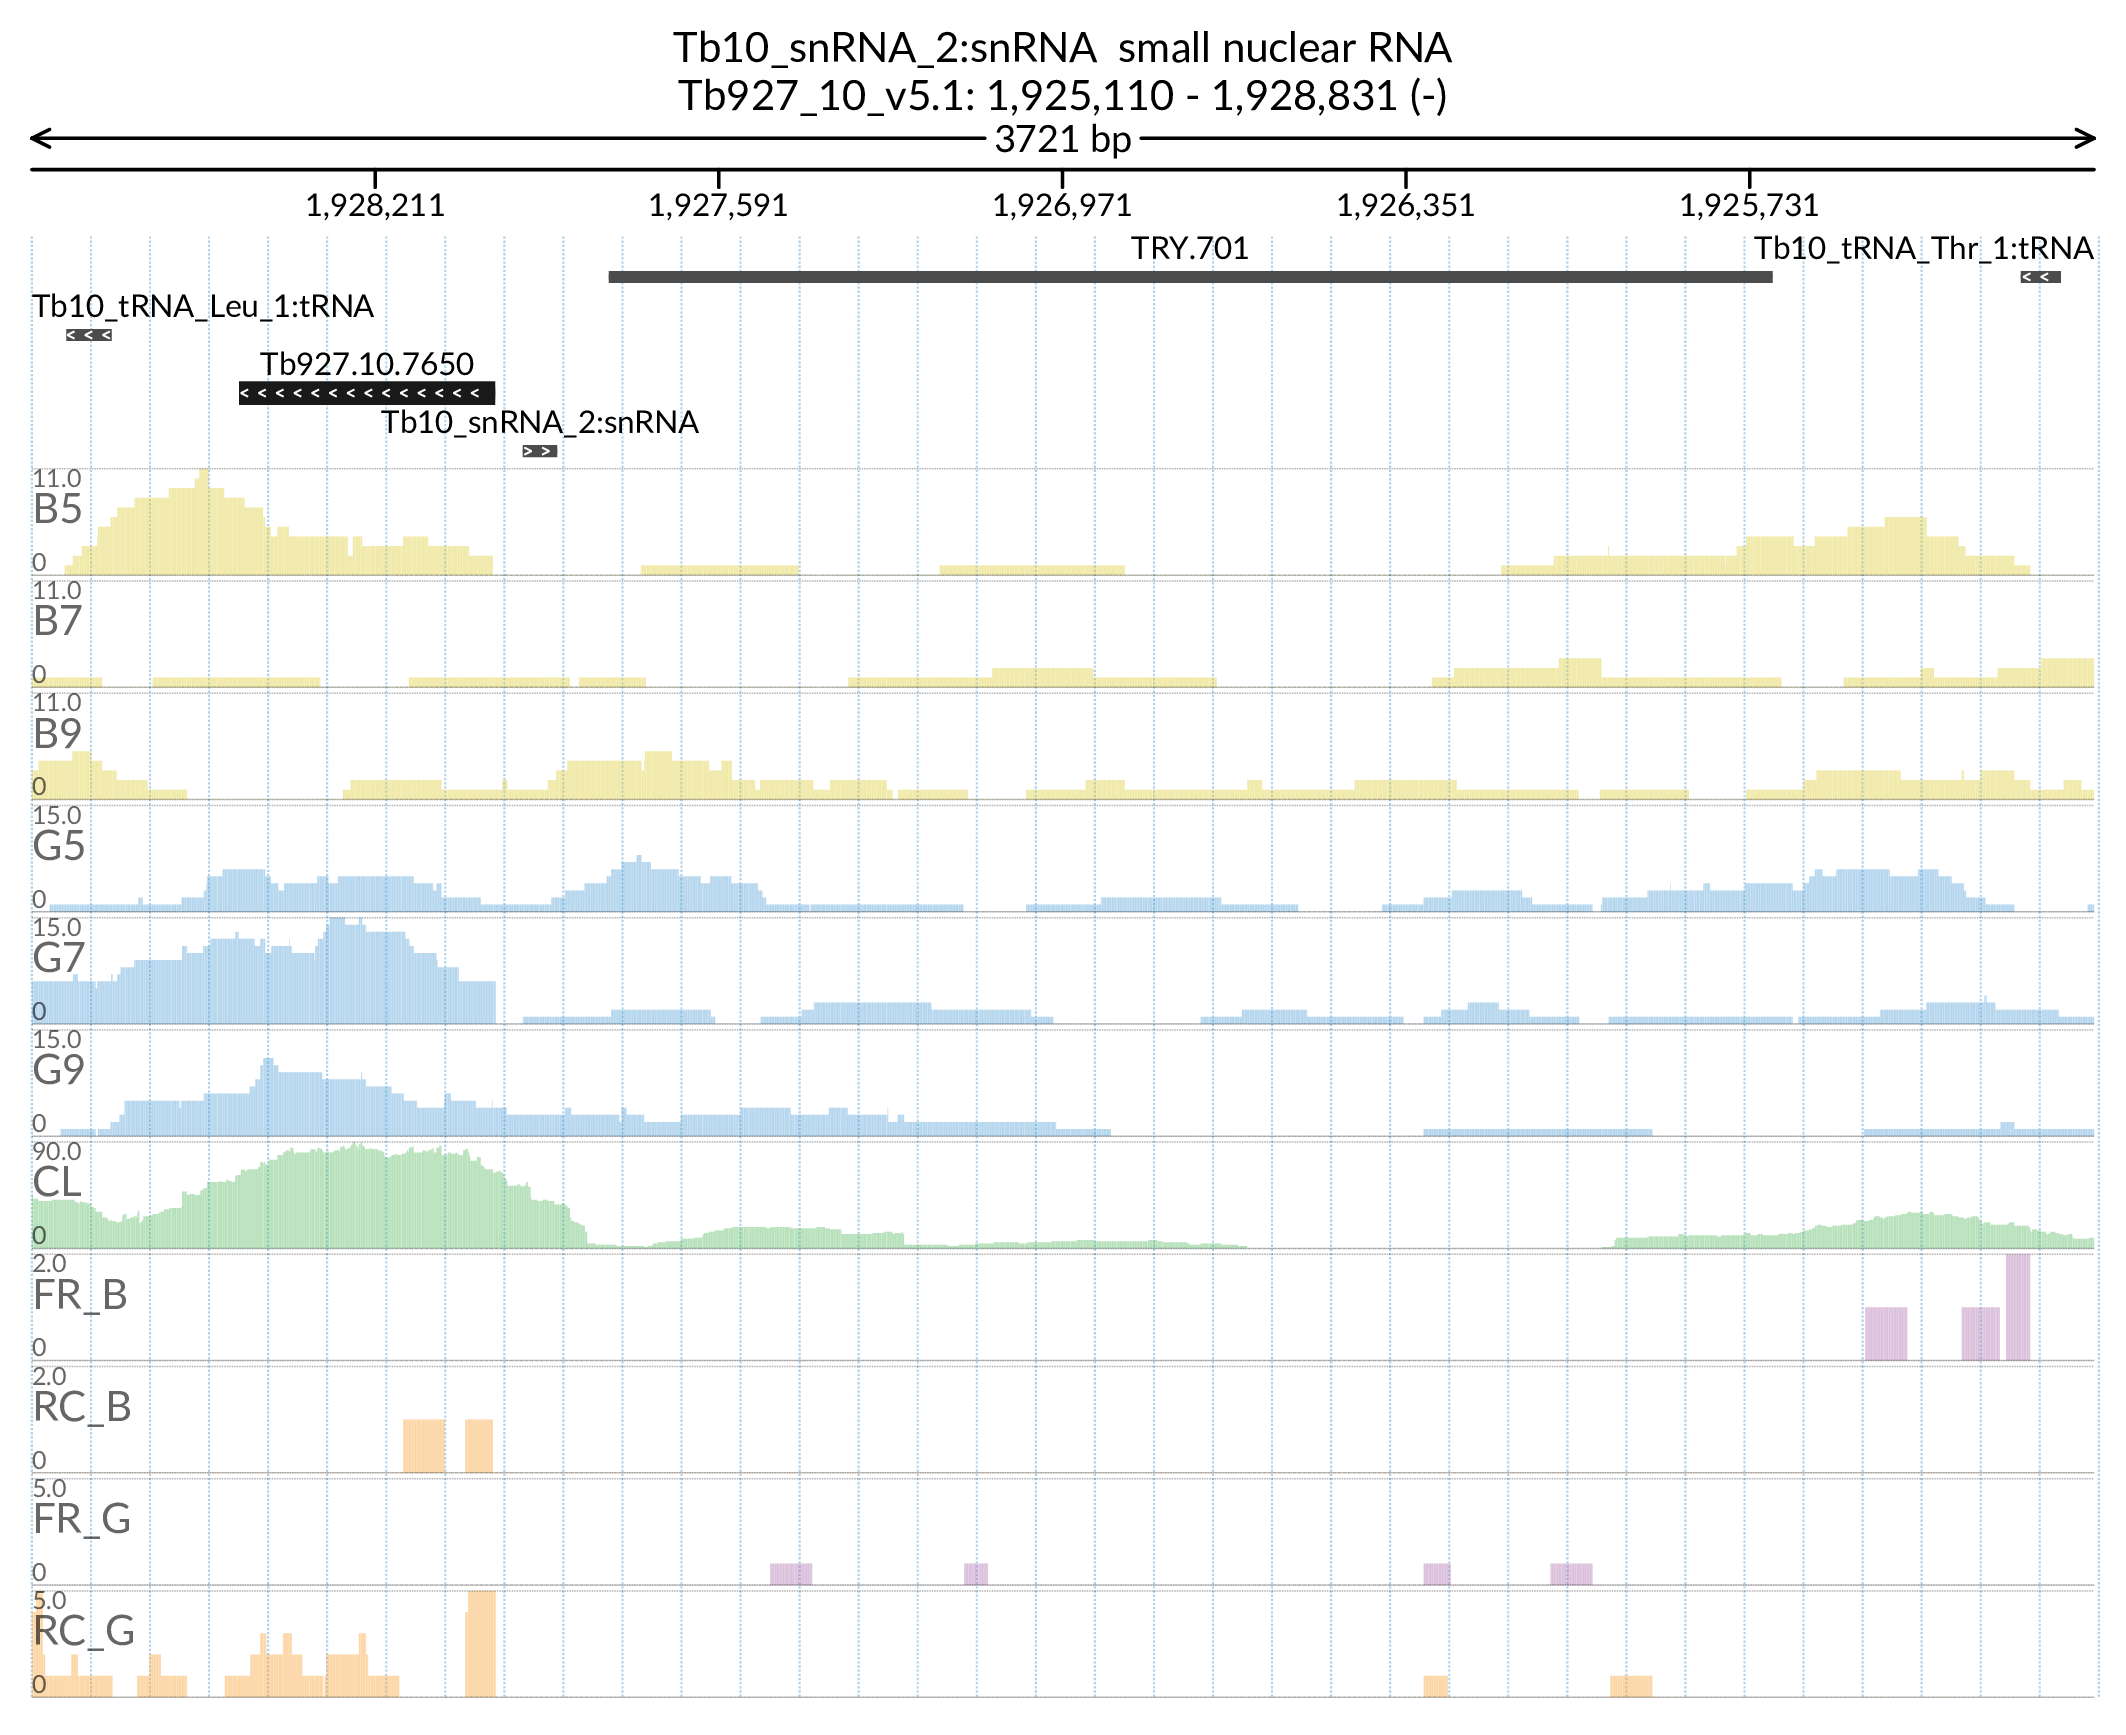 Tb10_snRNA_2:snRNA  small nuclear RNA
Tb927_10_v5.1: 1,925,110 - 1,928,831 (-)
3721 bp
1,928,211 1,927,591 1,926,971 1,926,351 1,925,731
TRY.701 Tb10_tRNA_Thr_1:tRNA
Tb10_tRNA_Leu_1:tRNA
Tb927.10.7650
Tb10_snRNA_2:snRNA
11.0
B5
0
11.0
B7
0
11.0
B9
0
15.0
G5
0
15.0
G7
0
15.0
G9
0
90.0
CL
0
2.0
FR_B
0
2.0
RC_B
0
5.0
FR_G
0
5.0
RC_G
0